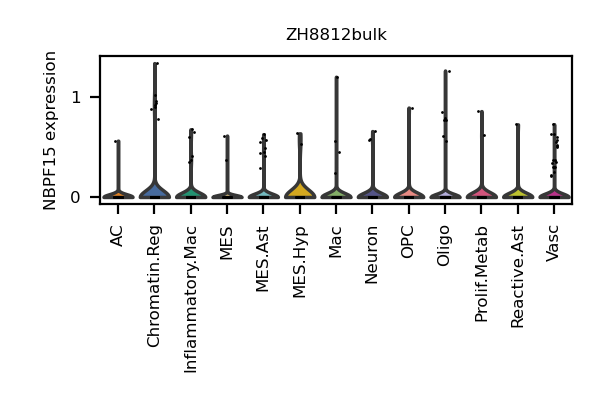 ZH8812bulk
NBPF15 expression
1
0
AC
Chromatin.Reg
Inflammatory.Mac
MES
MES.Ast
MES.Hyp
Mac
Neuron
OPC
Oligo
Prolif.Metab
Reactive.Ast
Vasc